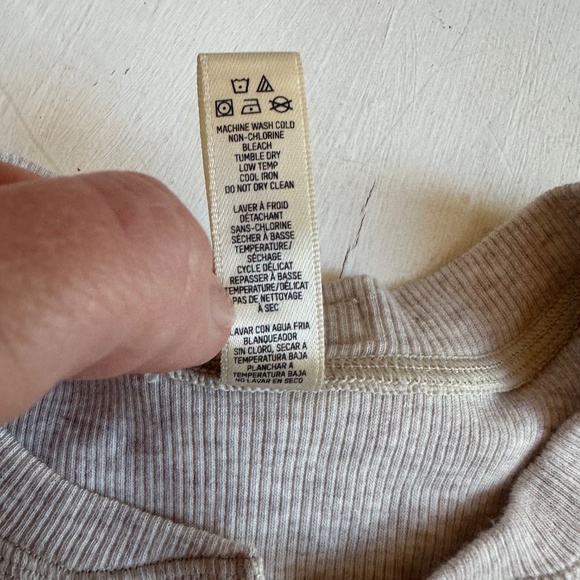 MACHINE WASH COLD
NON-CHLORINE
BLEACH
TUMBLE DRY
LOW TEMP
COOL IRON
DO NOT DRY CLEAN
LAVER À FROID
DÉTACHANT
SANS-CHLORINE
SÉCHER À BASSE
TEMPERATURE/
SÉCHAGE
CYCLE DÉLICAT
REPASSER À BASSE
TEMPERATURE/DÉLICAT
PAS DE NETTOYAGE
À SEC
LAVAR CON AGUA FRIA
BLANQUEADOR
SIN CLORO, SECAR A
TEMPERATURA BAJA
PLANCHAR A
TEMPERATURA BAJA
NO LAVAR EN SECO